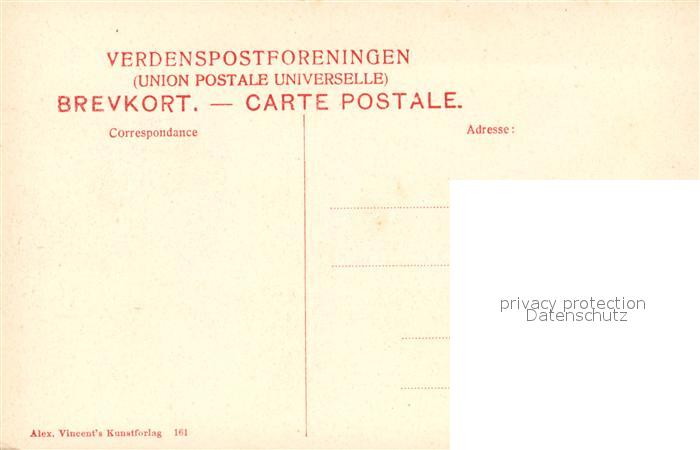 VERDENSPOSTFORENINGEN
(UNION POSTALE UNIVERSELLE)
BREVKORT. — CARTE POSTALE.
Correspondance
Adresse:
privacy protection
Datenschutz
Alex. Vincent's Kunstforlag 161